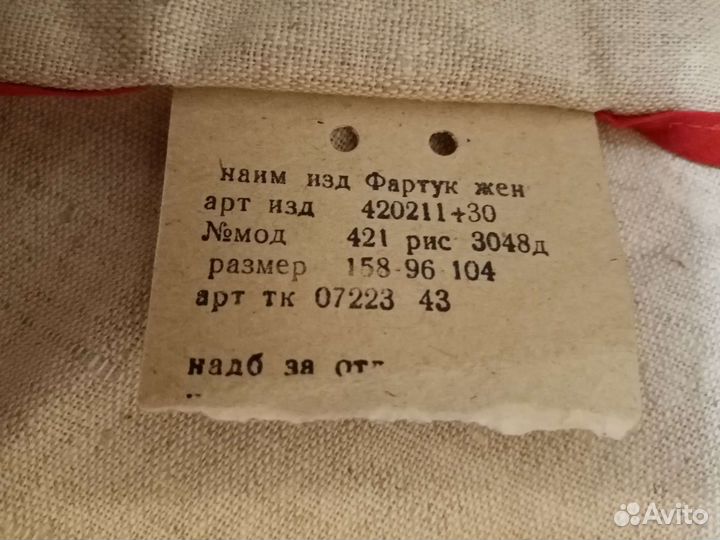 наим изд Фартук жен
арт изд 420211+30
№мод 421 рис 3048д
размер 158-96 104
арт тк 07223 43
надб за отд
Avito